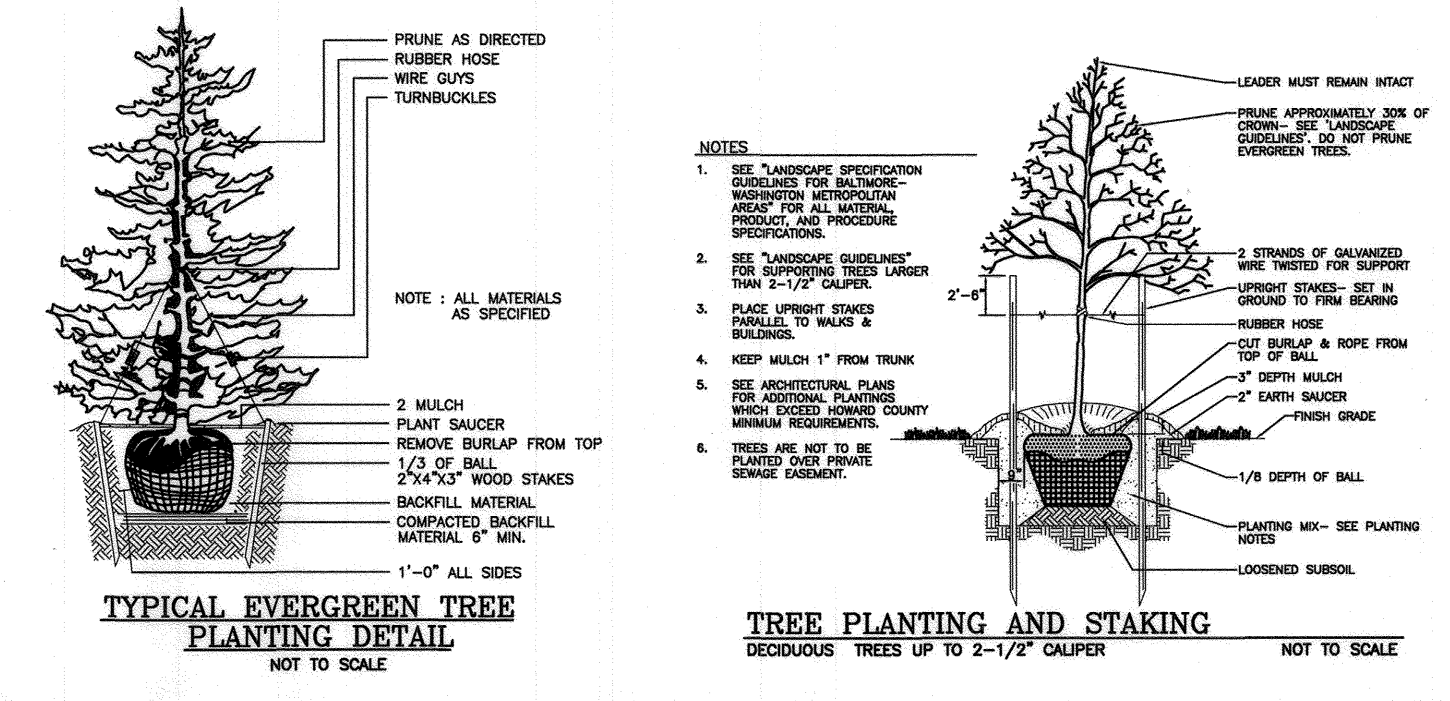 PRUNE AS DIRECTED
RUBBER HOSE
WIRE GUYS
TURNBUCKLES
NOTE : ALL MATERIALS
AS SPECIFIED
2 MULCH
PLANT SAUCER
REMOVE BURLAP FROM TOP
1/3 OF BALL
2"X4"X3" WOOD STAKES
BACKFILL MATERIAL
COMPACTED BACKFILL
MATERIAL 6" MIN.
1'-0" ALL SIDES
TYPICAL EVERGREEN TREE
PLANTING DETAIL
NOT TO SCALE
NOTES
1. SEE "LANDSCAPE SPECIFICATION
GUIDELINES FOR BALTIMORE-
WASHINGTON METROPOLITAN
AREAS" FOR ALL MATERIAL,
PRODUCT, AND PROCEDURE
SPECIFICATIONS.
2. SEE "LANDSCAPE GUIDELINES"
FOR SUPPORTING TREES LARGER
THAN 2-1/2" CALIPER.
3. PLACE UPRIGHT STAKES
PARALLEL TO WALKS &
BUILDINGS.
4. KEEP MULCH 1" FROM TRUNK
5. SEE ARCHITECTURAL PLANS
FOR ADDITIONAL PLANTINGS
WHICH EXCEED HOWARD COUNTY
MINIMUM REQUIREMENTS.
6. TREES ARE NOT TO BE
PLANTED OVER PRIVATE
SEWAGE EASEMENT.
LEADER MUST REMAIN INTACT
PRUNE APPROXIMATELY 30% OF
CROWN- SEE 'LANDSCAPE
GUIDELINES'. DO NOT PRUNE
EVERGREEN TREES.
2 STRANDS OF GALVANIZED
WIRE TWISTED FOR SUPPORT
2'-6"
UPRIGHT STAKES- SET IN
GROUND TO FIRM BEARING
RUBBER HOSE
CUT BURLAP & ROPE FROM
TOP OF BALL
3" DEPTH MULCH
2" EARTH SAUCER
FINISH GRADE
9"
1/8 DEPTH OF BALL
PLANTING MIX- SEE PLANTING
NOTES
LOOSENED SUBSOIL
TREE PLANTING AND STAKING
DECIDUOUS TREES UP TO 2-1/2" CALIPER
NOT TO SCALE